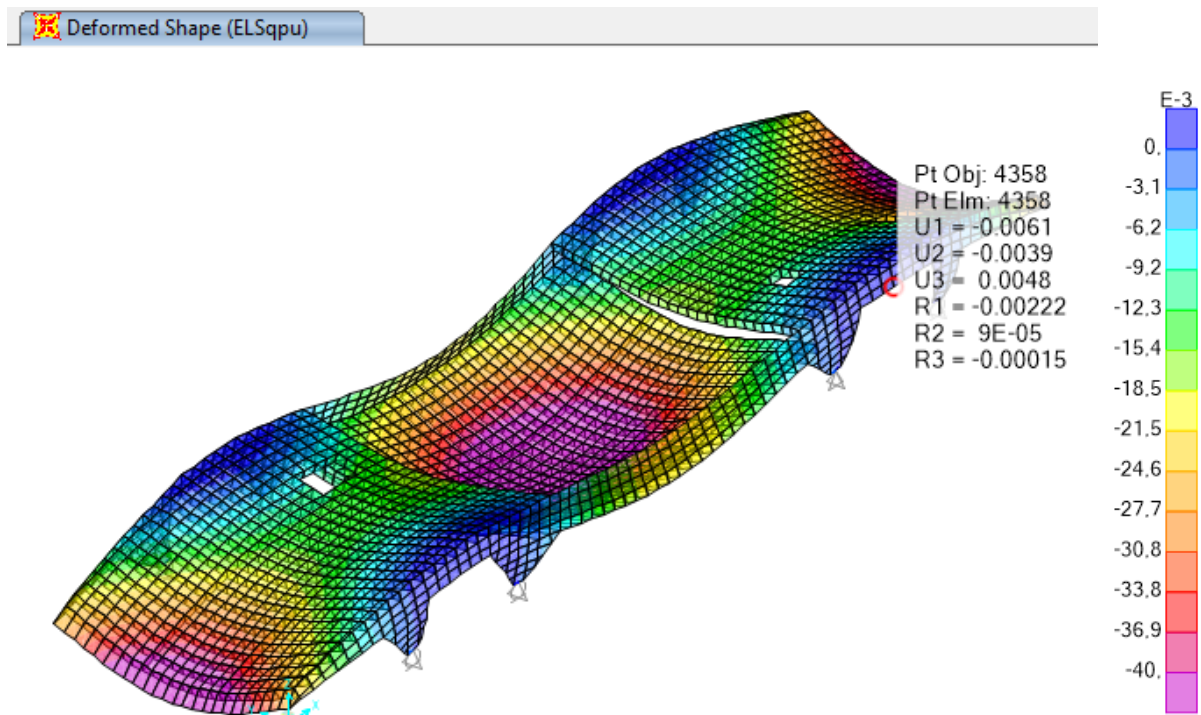 Deformed Shape (ELSqpu)
E-3
0.
-3.1
-6.2
-9.2
-12.3
-15.4
-18.5
-21.5
-24.6
-27.7
-30.8
-33.8
-36.9
-40.
Pt Obj: 4358
Pt Elm: 4358
U1 = -0.0061
U2 = -0.0039
U3 = 0.0048
R1 = -0.00222
R2 = 9E-05
R3 = -0.00015